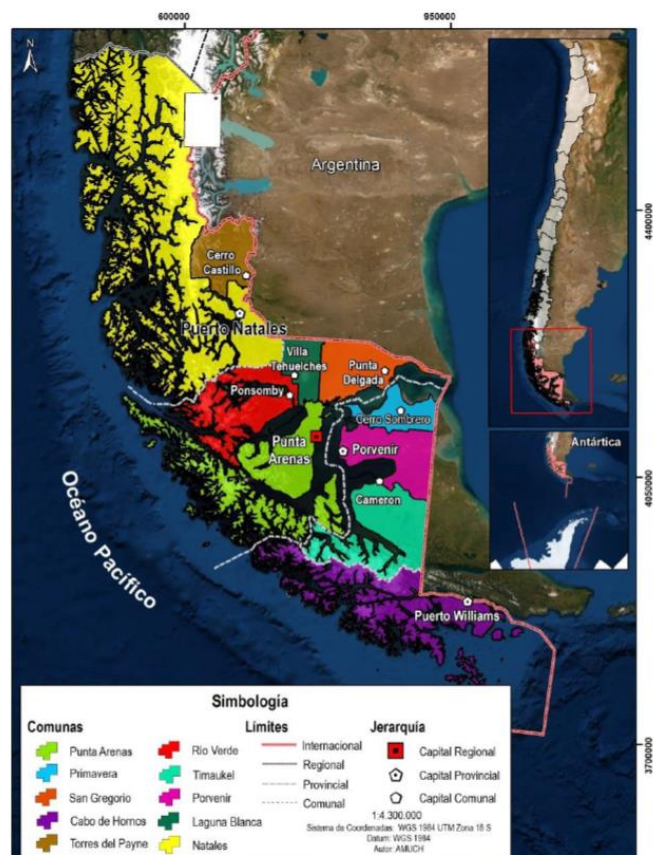 600000
950000
N
Argentina
4400000
Cerro
Castillo
Puerto Natales
Villa
Tehuelches
Punta
Delgada
Ponsomby
Cerro Sombrero
Punta
Arenas
Porvenir
Antártica
4050000
Cameron
Océano Pacífico
Puerto Williams
3700000
Simbología
Comunas
Límites
Jerarquía
Punta Arenas
Río Verde
Internacional
Capital Regional
Primavera
Timaukel
Regional
Capital Provincial
San Gregorio
Porvenir
Provincial
Capital Comunal
Cabo de Hornos
Laguna Blanca
Comunal
1:4.300.000
Torres del Payne
Natales
Sistema de Coordenadas: WGS 1984 UTM Zona 18 S
Datum: WGS 1984
Autor: AMUCH